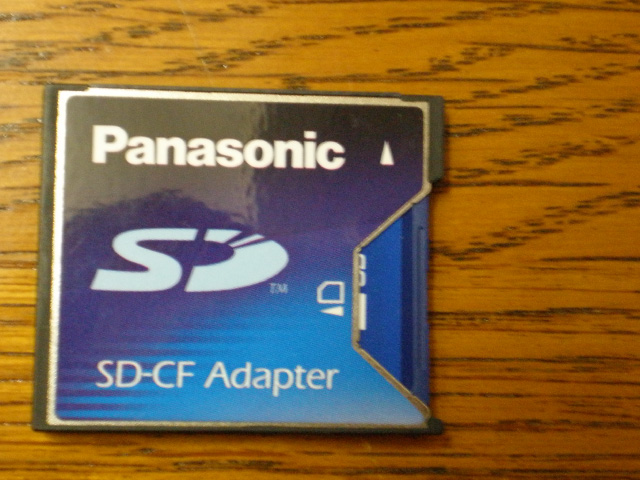 Panasonic
SD
TM
SD-CF Adapter